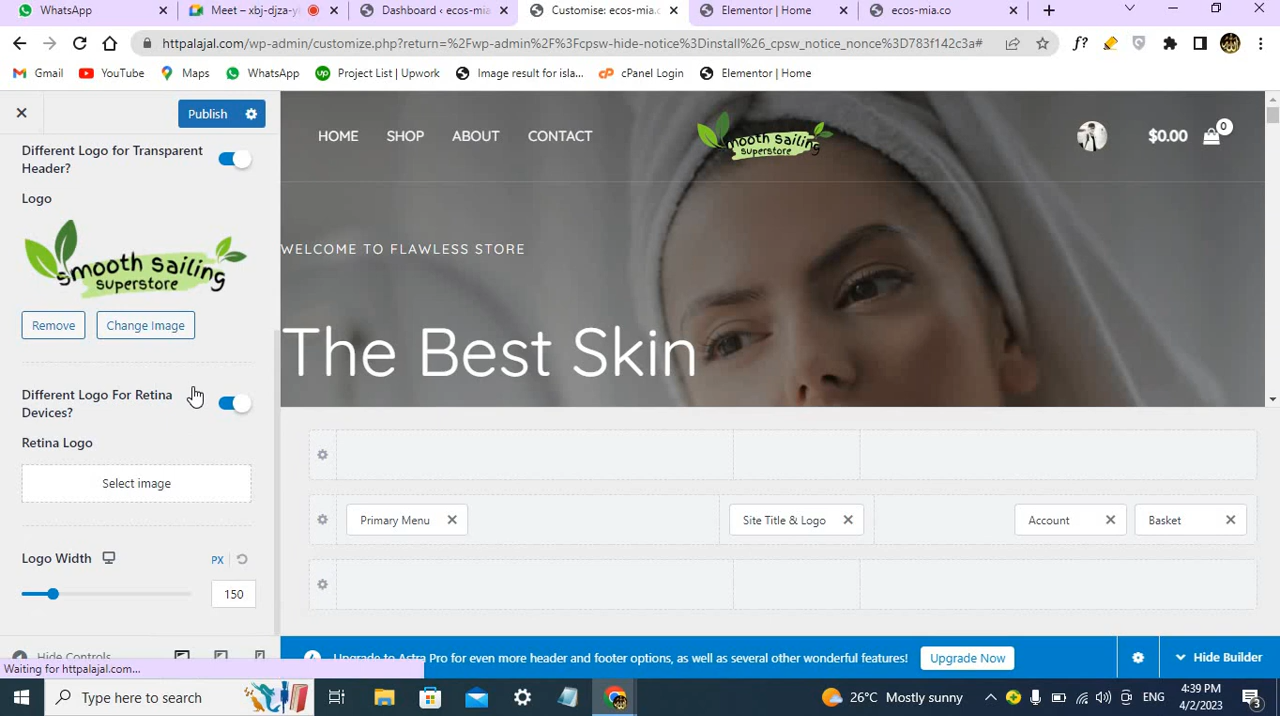 WhatsApp
Meet – xbj-djza-yi
Dashboard ‹ ecos-mia
Customise: ecos-mia.c
Elementor | Home
ecos-mia.co
httpalajal.com/wp-admin/customize.php?return=%2Fwp-admin%2F%3Fcpsw-hide-notice%3Dinstall%26_cpsw_notice_nonce%3D783f142c3a#
f?
Gmail
YouTube
Maps
WhatsApp
Project List | Upwork
Image result for isla...
cPanel Login
Elementor | Home
Publish
Different Logo for Transparent
Header?
Logo
smooth sailing
superstore
Remove
Change Image
Different Logo For Retina
Devices?
Retina Logo
Select image
Logo Width
PX
150
Hide Controls
Waiting for httpalajal.com...
HOME
SHOP
ABOUT
CONTACT
smooth sailing
superstore
$0.00
0
WELCOME TO FLAWLESS STORE
The Best Skin
Primary Menu
Site Title & Logo
Account
Basket
Upgrade to Astra Pro for even more header and footer options, as well as several other wonderful features!
Upgrade Now
Hide Builder
Type here to search
26°C Mostly sunny
ENG
4:39 PM
4/2/2023
3